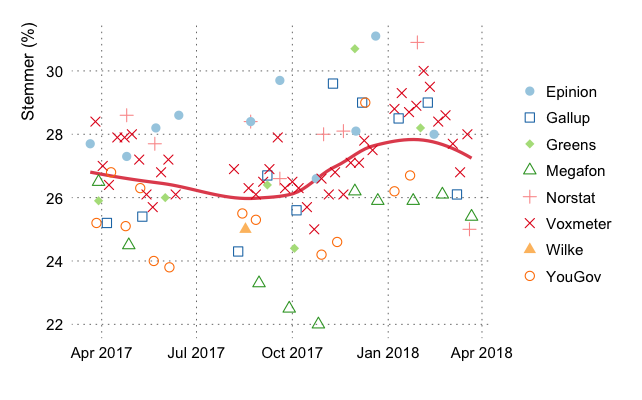 Stemmer (%)
30
28
26
24
22
Apr 2017 Jul 2017 Oct 2017 Jan 2018 Apr 2018
Epinion
Gallup
Greens
Megafon
Norstat
Voxmeter
Wilke
YouGov